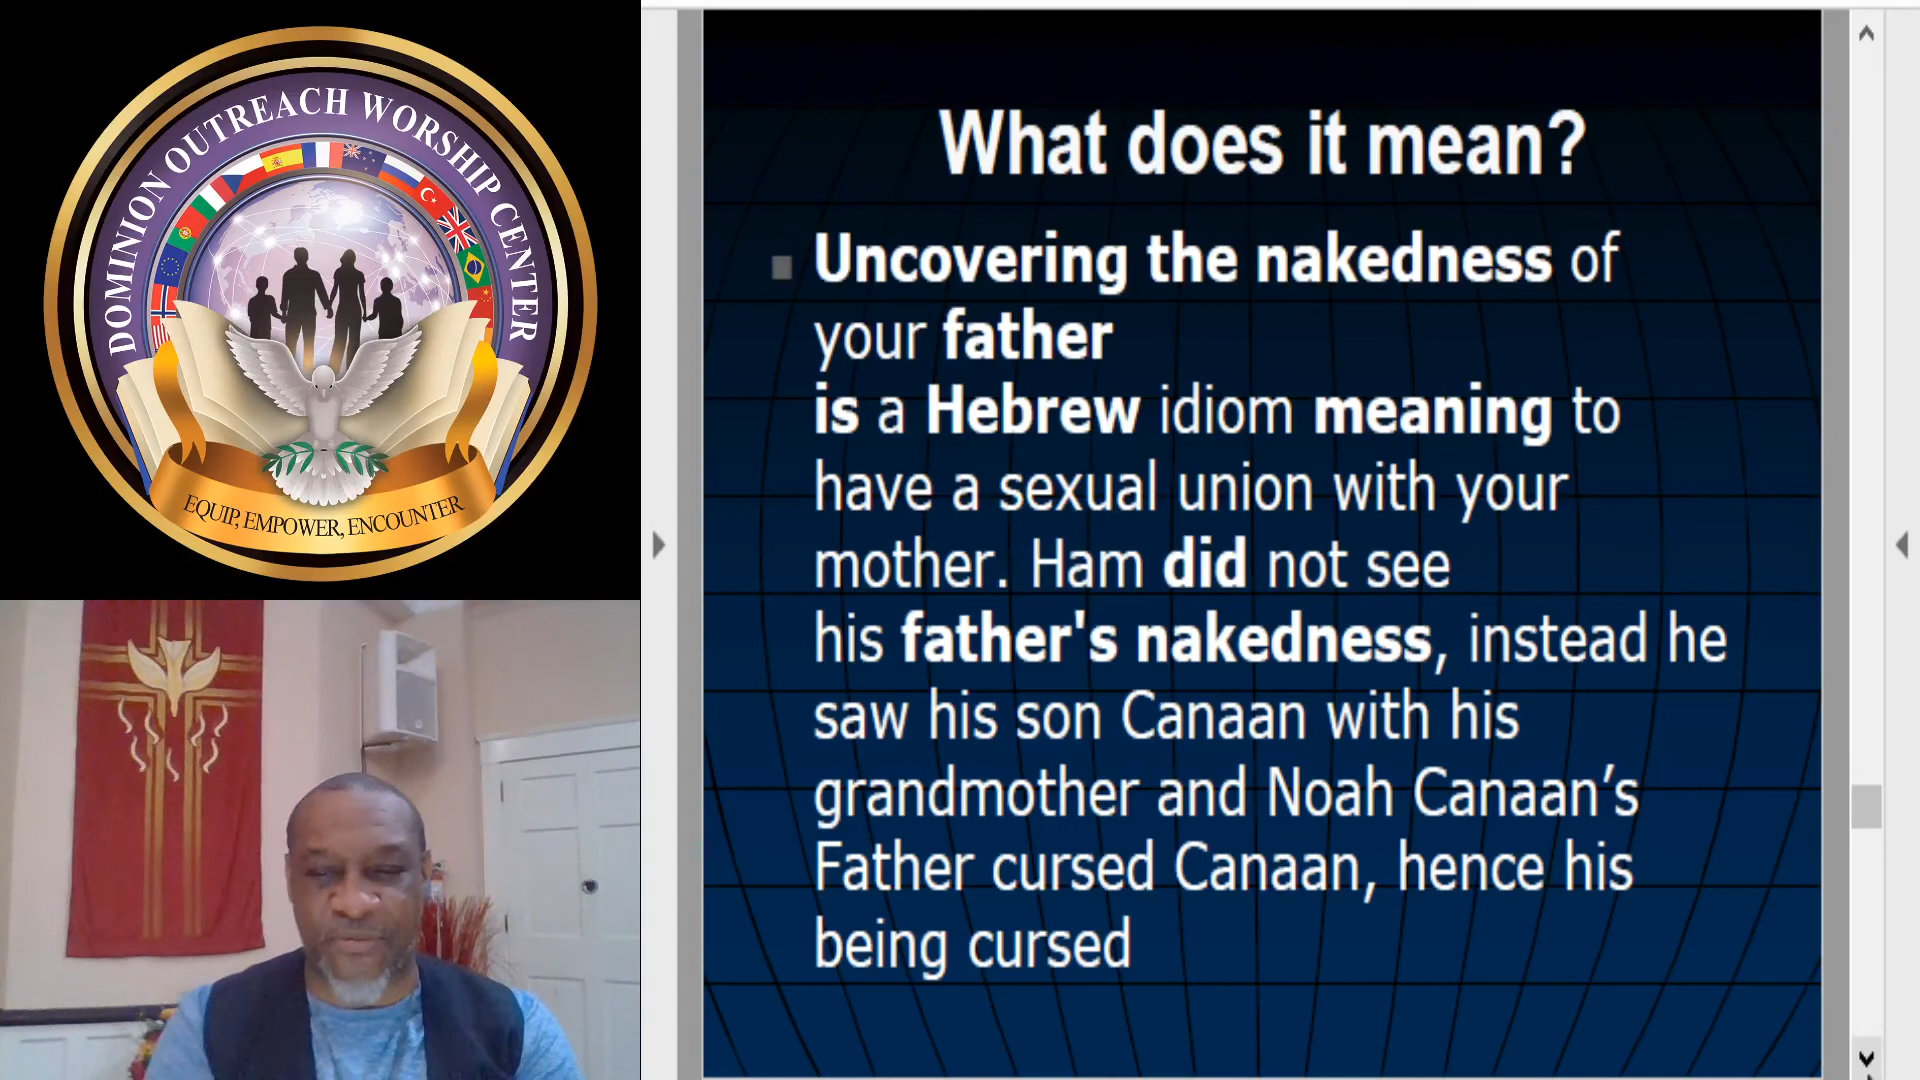 DOMINION OUTREACH WORSHIP CENTER
EQUIP, EMPOWER, ENCOUNTER
What does it mean?
Uncovering the nakedness of
your father
is a Hebrew idiom meaning to
have a sexual union with your
mother. Ham did not see
his father's nakedness, instead he
saw his son Canaan with his
grandmother and Noah Canaan’s
Father cursed Canaan, hence his
being cursed